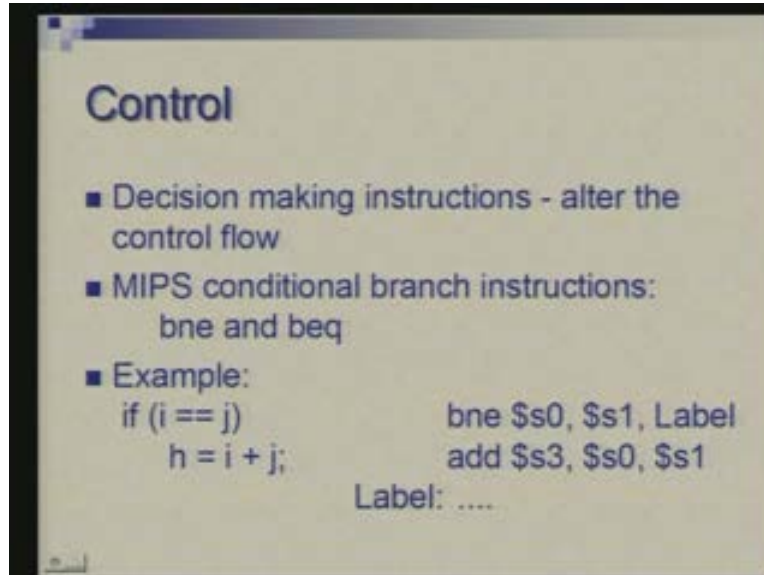 Control
■ Decision making instructions - alter the
control flow
■ MIPS conditional branch instructions:
bne and beq
■ Example:
if (i == j) bne $s0, $s1, Label
h = i + j; add $s3, $s0, $s1
Label: ....